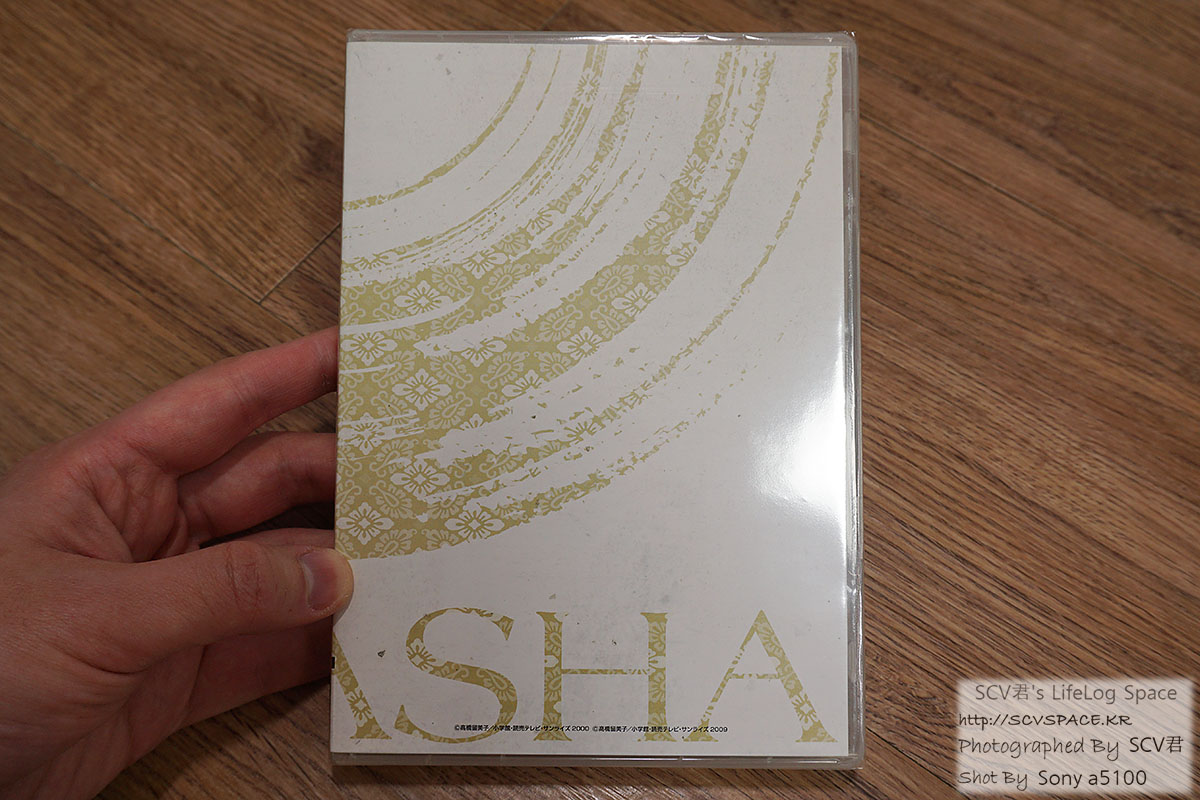 ASHA
©高橋留美子／小学館・読売テレビ・サンライズ 2000 ©高橋留美子／小学館・読売テレビ・サンライズ 2009
SCV君's LifeLog Space
http://SCVSPACE.KR
Photographed By SCV君
Shot By Sony a5100